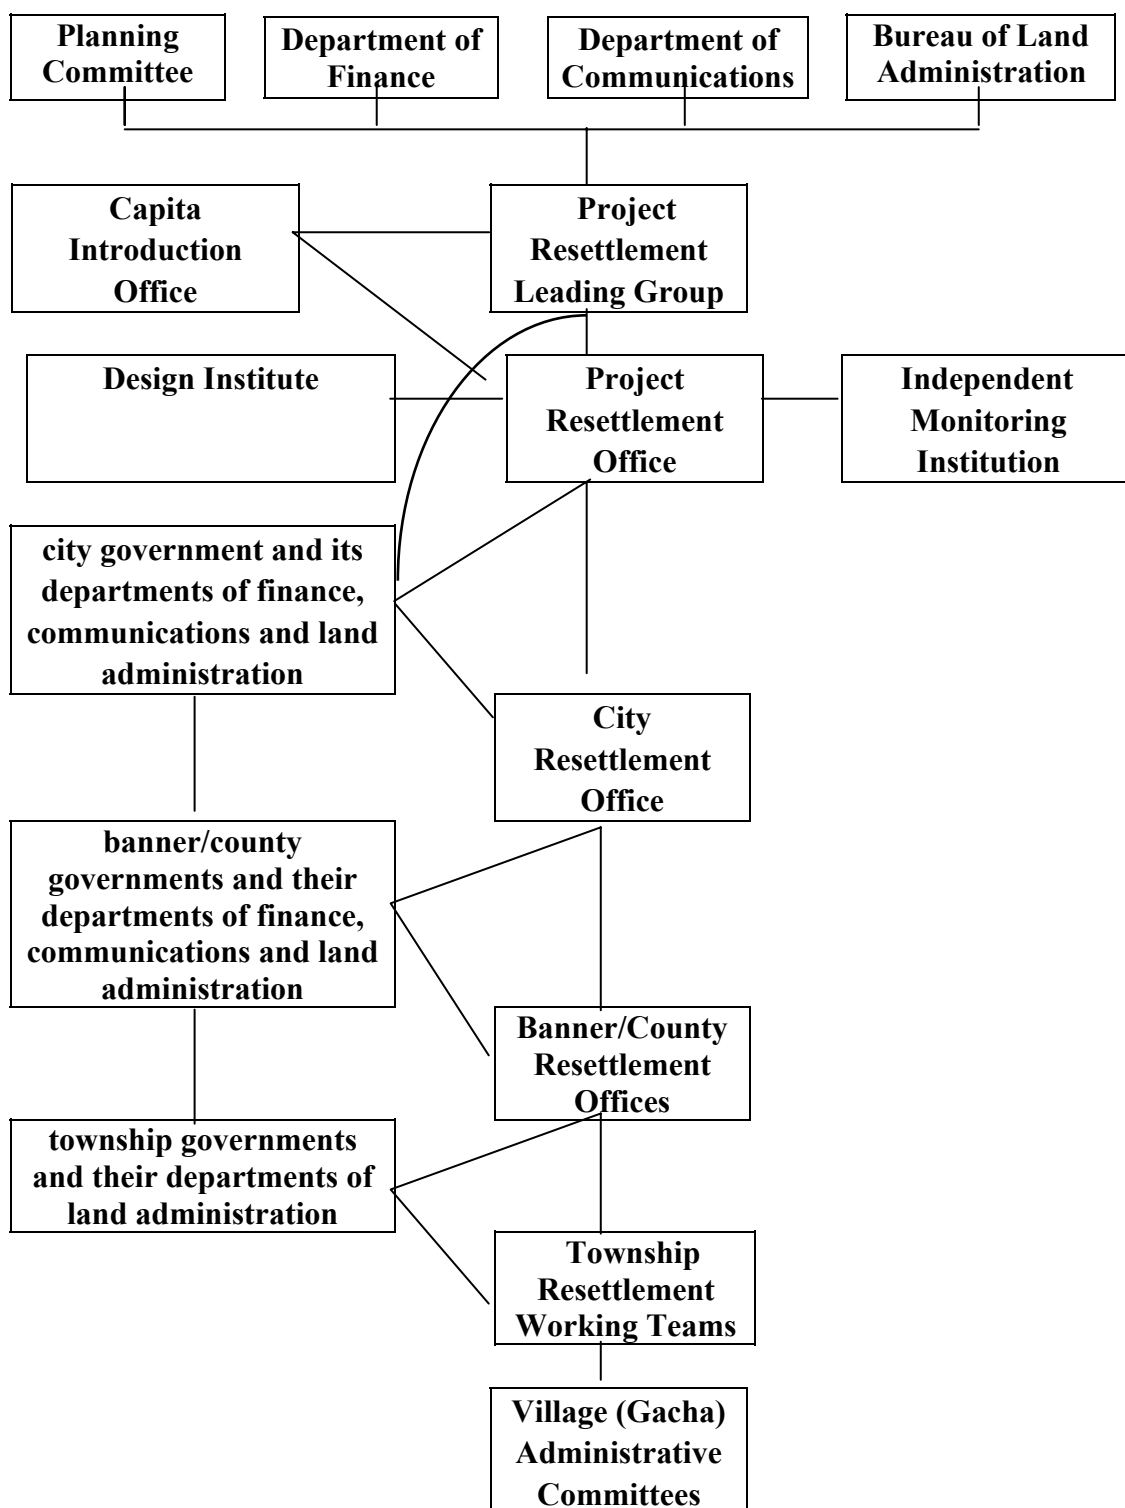 Planning
Committee
Department of
Finance
Department of
Communications
Bureau of Land
Administration
Capita
Introduction
Office
Project
Resettlement
Leading Group
Design Institute
Project
Resettlement
Office
Independent
Monitoring
Institution
city government and its
departments of finance,
communications and land
administration
City
Resettlement
Office
banner/county
governments and their
departments of finance,
communications and land
administration
Banner/County
Resettlement
Offices
township governments
and their departments of
land administration
Township
Resettlement
Working Teams
Village (Gacha)
Administrative
Committees